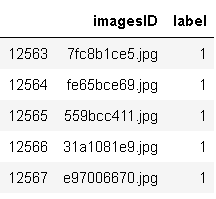 imagesID label
12563 7fc8b1ce5.jpg 1
12564 fe65bce69.jpg 1
12565 559bcc411.jpg 1
12566 31a1081e9.jpg 1
12567 e97006670.jpg 1